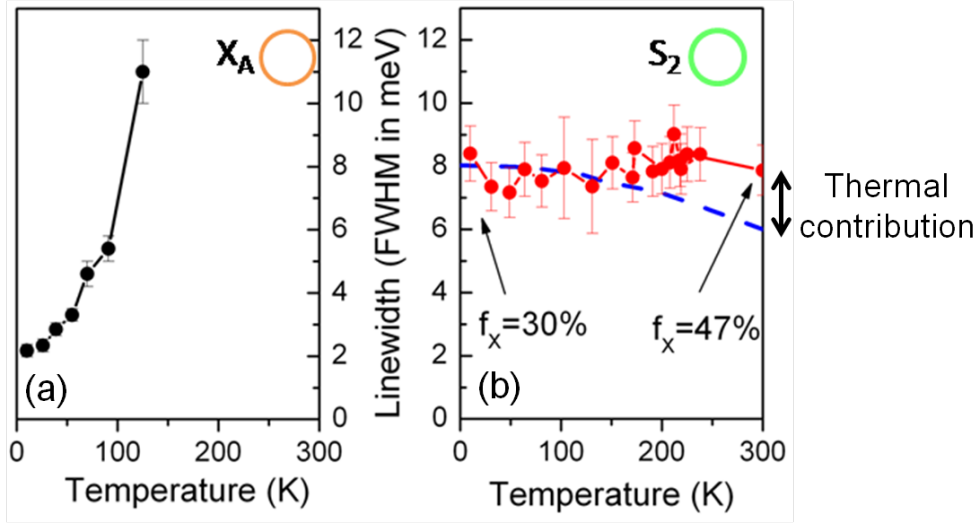 X_A
12
10
8
6
4
2
0
(a)
0
100
200
300
Temperature (K)
Linewidth (FWHM in meV)
S_2
12
10
8
6
4
2
0
f_x=30%
f_x=47%
(b)
0
100
200
300
Temperature (K)
Thermal
contribution